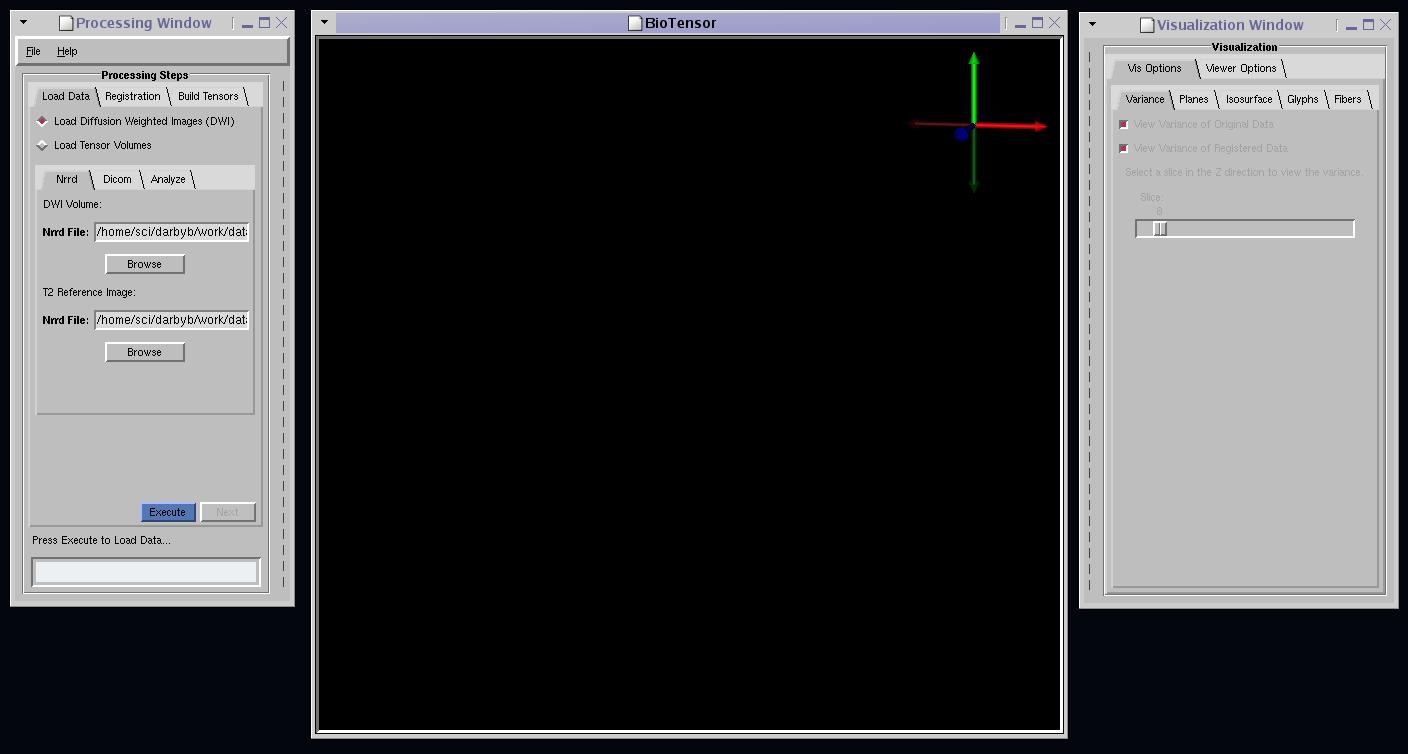 Processing Window
File Help
Processing Steps
Load Data Registration Build Tensors
Load Diffusion Weighted Images (DWI)
Load Tensor Volumes
Nrrd Dicom Analyze
DWI Volume:
Nrrd File: /home/sci/darbyb/work/data
Browse
T2 Reference Image:
Nrrd File: /home/sci/darbyb/work/data
Browse
Execute Next
Press Execute to Load Data...
BioTensor
Visualization Window
Visualization
Vis Options Viewer Options
Variance Planes Isosurface Glyphs Fibers
View Variance of Original Data
View Variance of Registered Data
Select a slice in the Z direction to view the variance.
Slice:
0